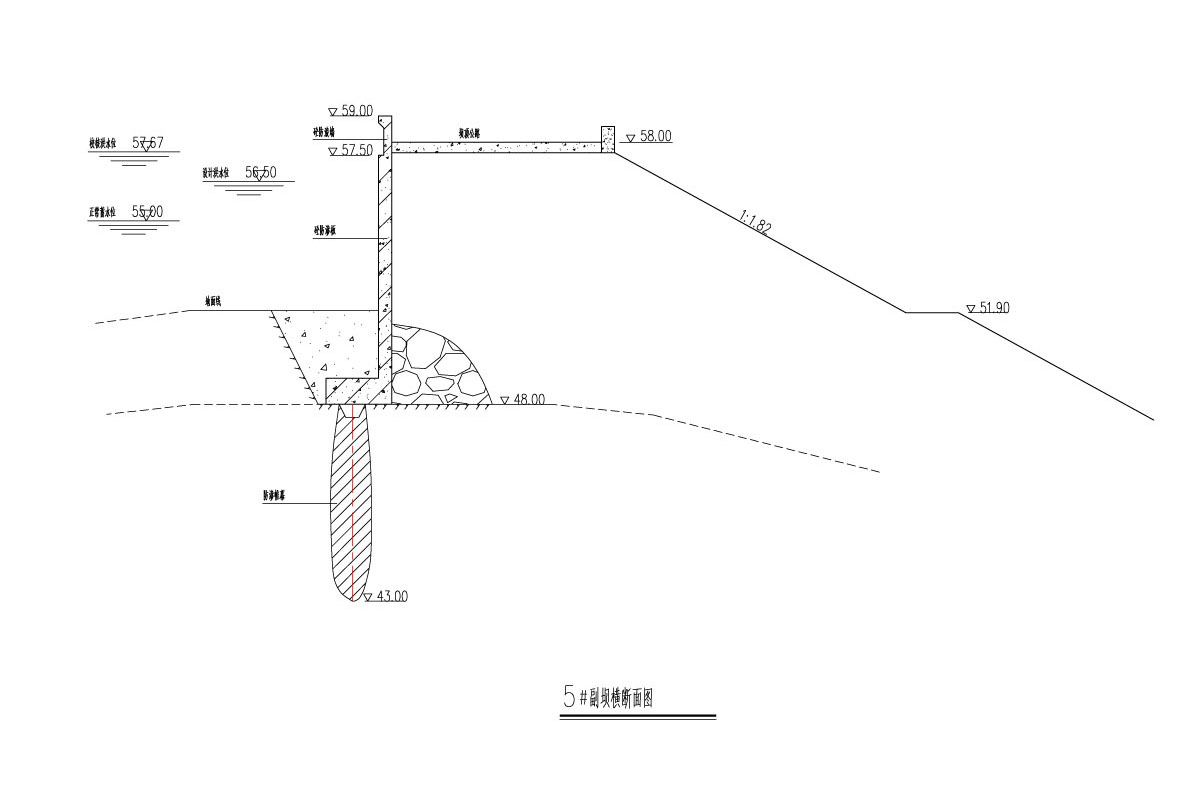 59.00
砼防浪墙
坝顶公路
58.00
校核洪水位 57.67
57.50
设计洪水位 56.50
正常蓄水位 55.00
1:1.82
砼防渗板
地面线
51.90
48.00
防渗帷幕
43.00
5#副坝横断面图